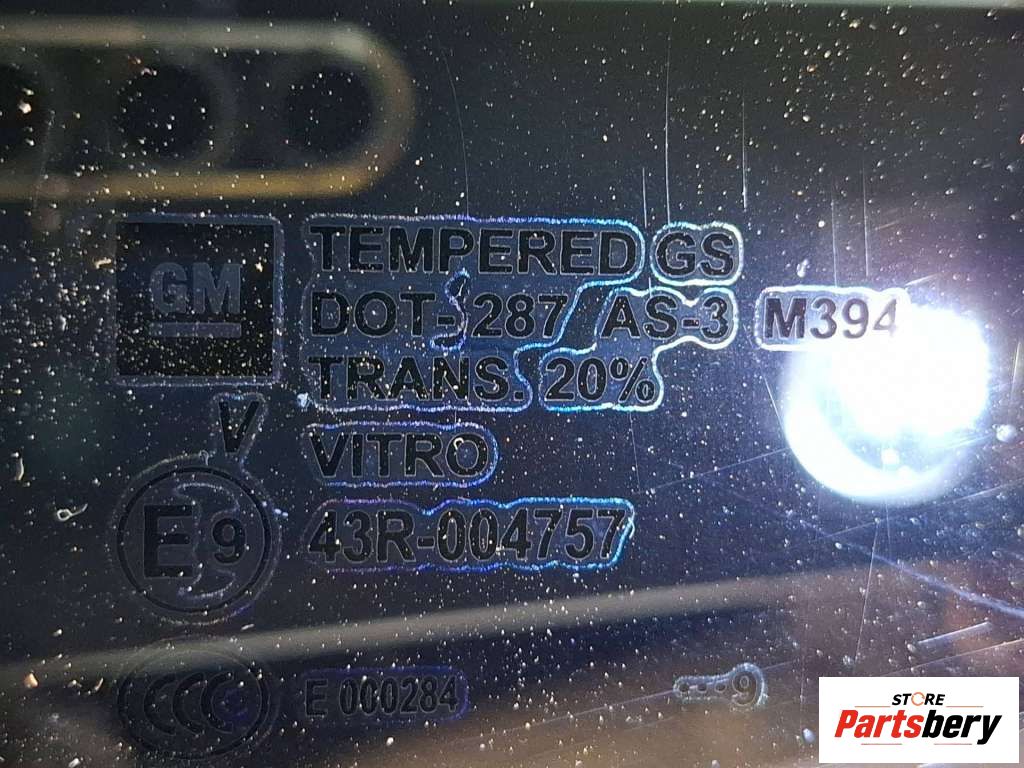 GM
TEMPERED GS
DOT-287 AS-3 M394
TRANS. 20%
V VITRO
E9 43R-004757
CCC E 000284 ...9
STORE
Partsbery